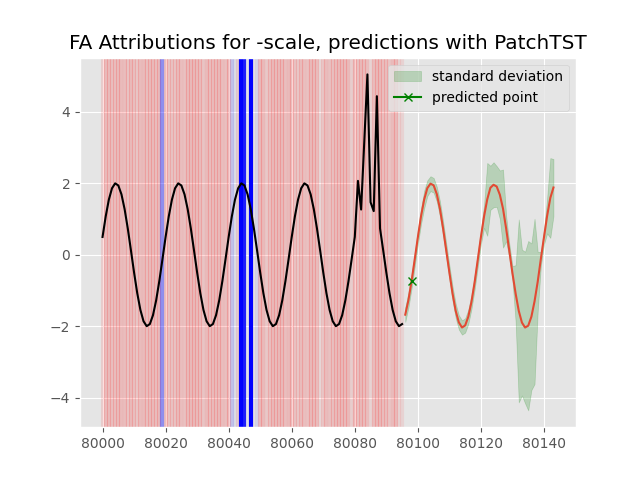 FA Attributions for -scale, predictions with PatchTST
standard deviation
predicted point
4
2
0
−2
−4
80000 80020 80040 80060 80080 80100 80120 80140